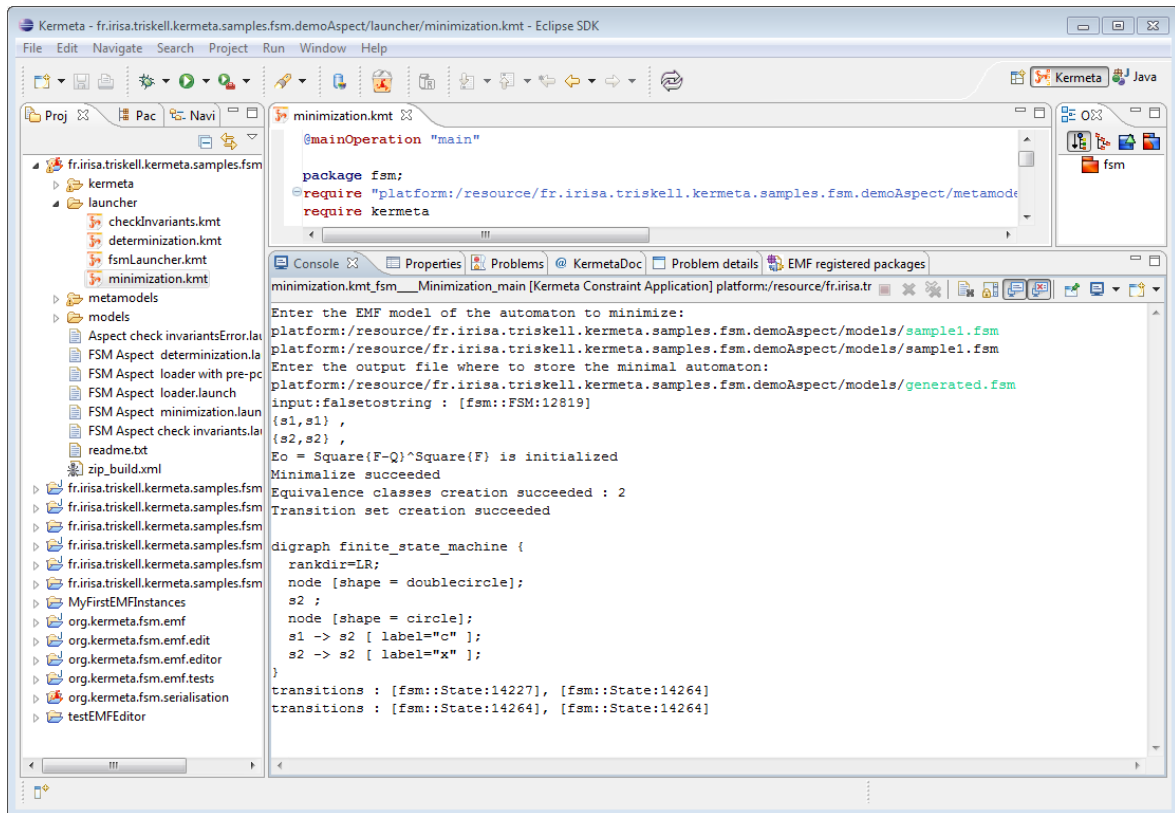 Kermeta - fr.irisa.triskell.kermeta.samples.fsm.demoAspect/launcher/minimization.kmt - Eclipse SDK
File Edit Navigate Search Project Run Window Help
Kermeta Java
Proj Pac Navi
fr.irisa.triskell.kermeta.samples.fsm
kermeta
launcher
checkInvariants.kmt
determinization.kmt
fsmLauncher.kmt
minimization.kmt
metamodels
models
Aspect check invariantsError.lau
FSM Aspect determinization.la
FSM Aspect loader with pre-pc
FSM Aspect loader.launch
FSM Aspect minimization.laun
FSM Aspect check invariants.la
readme.txt
zip_build.xml
fr.irisa.triskell.kermeta.samples.fsm
fr.irisa.triskell.kermeta.samples.fsm
fr.irisa.triskell.kermeta.samples.fsm
fr.irisa.triskell.kermeta.samples.fsm
fr.irisa.triskell.kermeta.samples.fsm
fr.irisa.triskell.kermeta.samples.fsm
MyFirstEMFInstances
org.kermeta.fsm.emf
org.kermeta.fsm.emf.edit
org.kermeta.fsm.emf.editor
org.kermeta.fsm.emf.tests
org.kermeta.fsm.serialisation
testEMFEditor
minimization.kmt
@mainOperation "main"
package fsm;
require "platform:/resource/fr.irisa.triskell.kermeta.samples.fsm.demoAspect/metamode
require kermeta
O
fsm
Console Properties Problems @ KermetaDoc Problem details EMF registered packages
minimization.kmt_fsm___Minimization_main [Kermeta Constraint Application] platform:/resource/fr.irisa.tr
Enter the EMF model of the automaton to minimize:
platform:/resource/fr.irisa.triskell.kermeta.samples.fsm.demoAspect/models/sample1.fsm
platform:/resource/fr.irisa.triskell.kermeta.samples.fsm.demoAspect/models/sample1.fsm
Enter the output file where to store the minimal automaton:
platform:/resource/fr.irisa.triskell.kermeta.samples.fsm.demoAspect/models/generated.fsm
input:falsetostring : [fsm::FSM:12819]
{s1,s1} ,
{s2,s2} ,
Eo = Square{F-Q}^Square{F} is initialized
Minimalize succeeded
Equivalence classes creation succeeded : 2
Transition set creation succeeded
digraph finite_state_machine {
rankdir=LR;
node [shape = doublecircle];
s2 ;
node [shape = circle];
s1 -> s2 [ label="c" ];
s2 -> s2 [ label="x" ];
}
transitions : [fsm::State:14227], [fsm::State:14264]
transitions : [fsm::State:14264], [fsm::State:14264]